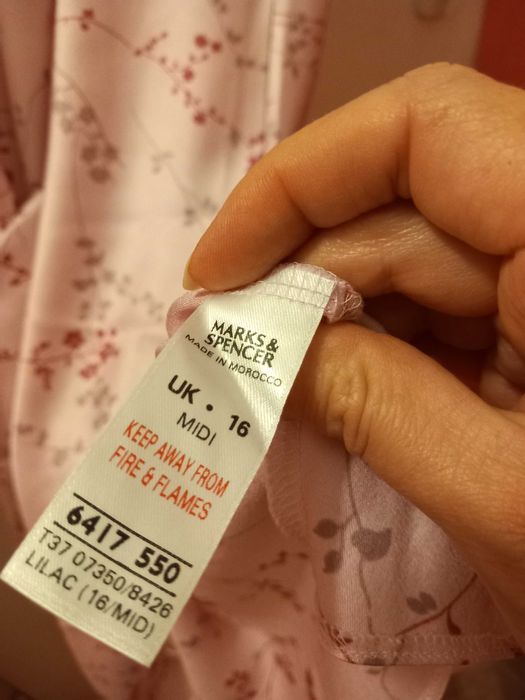 MARKS &
SPENCER
MADE IN MOROCCO
UK • 16
MIDI
KEEP AWAY FROM
FIRE & FLAMES
6417 550
T37 07350/8426
LILAC (16/MID)